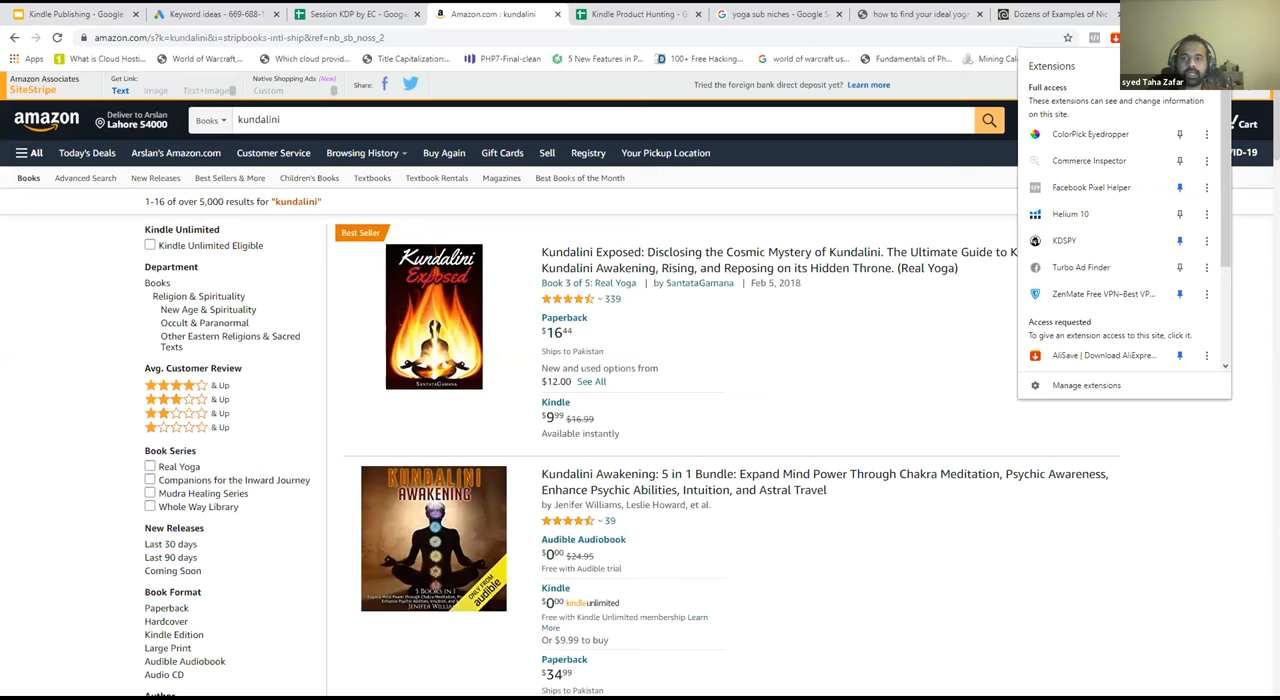 Kindle Publishing - Google
Keyword ideas - 669-688-1
Session KDP by EC - Google
Amazon.com : kundalini
Kindle Product Hunting - G
yoga sub niches - Google S
how to find your ideal yog
Dozens of Examples of Nic
amazon.com/s?k=kundalini&i=stripbooks-intl-ship&ref=nb_sb_noss_2
Apps
What is Cloud Hosti...
World of Warcraft,...
Which cloud provid...
Title Capitalization:...
PHP7-Final-clean
5 New Features in P...
100+ Free Hacking...
world of warcraft us...
Fundamentals of Ph...
Mining Cal
syed Taha Zafar
Amazon Associates
SiteStripe
Get Link:
Text
Image
Text+Image
Native Shopping Ads (New)
Custom
Share:
Tried the foreign bank direct deposit yet? Learn more
amazon
Deliver to Arslan
Lahore 54000
Books
kundalini
Cart
All
Today's Deals
Arslan's Amazon.com
Customer Service
Browsing History
Buy Again
Gift Cards
Sell
Registry
Your Pickup Location
VID-19
Books
Advanced Search
New Releases
Best Sellers & More
Children's Books
Textbooks
Textbook Rentals
Magazines
Best Books of the Month
1-16 of over 5,000 results for "kundalini"
Kindle Unlimited
Kindle Unlimited Eligible
Department
Books
Religion & Spirituality
New Age & Spirituality
Occult & Paranormal
Other Eastern Religions & Sacred
Texts
Avg. Customer Review
& Up
& Up
& Up
& Up
Book Series
Real Yoga
Companions for the Inward Journey
Mudra Healing Series
Whole Way Library
New Releases
Last 30 days
Last 90 days
Coming Soon
Book Format
Paperback
Hardcover
Kindle Edition
Large Print
Audible Audiobook
Audio CD
Author
Best Seller
Kundalini
Exposed
SANTATAGAMANA
Kundalini Exposed: Disclosing the Cosmic Mystery of Kundalini. The Ultimate Guide to K
Kundalini Awakening, Rising, and Reposing on its Hidden Throne. (Real Yoga)
Book 3 of 5: Real Yoga | by SantataGamana | Feb 5, 2018
339
Paperback
$16.44
Ships to Pakistan
New and used options from
$12.00 See All
Kindle
$9.99 $16.99
Available instantly
KUNDALINI
AWAKENING
5 BOOKS IN 1
JENIFER WILLIA
ONLY FROM
audible
Kundalini Awakening: 5 in 1 Bundle: Expand Mind Power Through Chakra Meditation, Psychic Awareness,
Enhance Psychic Abilities, Intuition, and Astral Travel
by Jenifer Williams, Leslie Howard, et al.
39
Audible Audiobook
$0.00 $24.95
Free with Audible trial
Kindle
$0.00 kindleunlimited
Free with Kindle Unlimited membership Learn
More
Or $9.99 to buy
Paperback
$34.99
Ships to Pakistan
Extensions
Full access
These extensions can see and change information
on this site.
ColorPick Eyedropper
Commerce Inspector
Facebook Pixel Helper
Helium 10
KDSPY
Turbo Ad Finder
ZenMate Free VPN–Best VP...
Access requested
To give an extension access to this site, click it.
AliSave | Download AliExpre...
Manage extensions